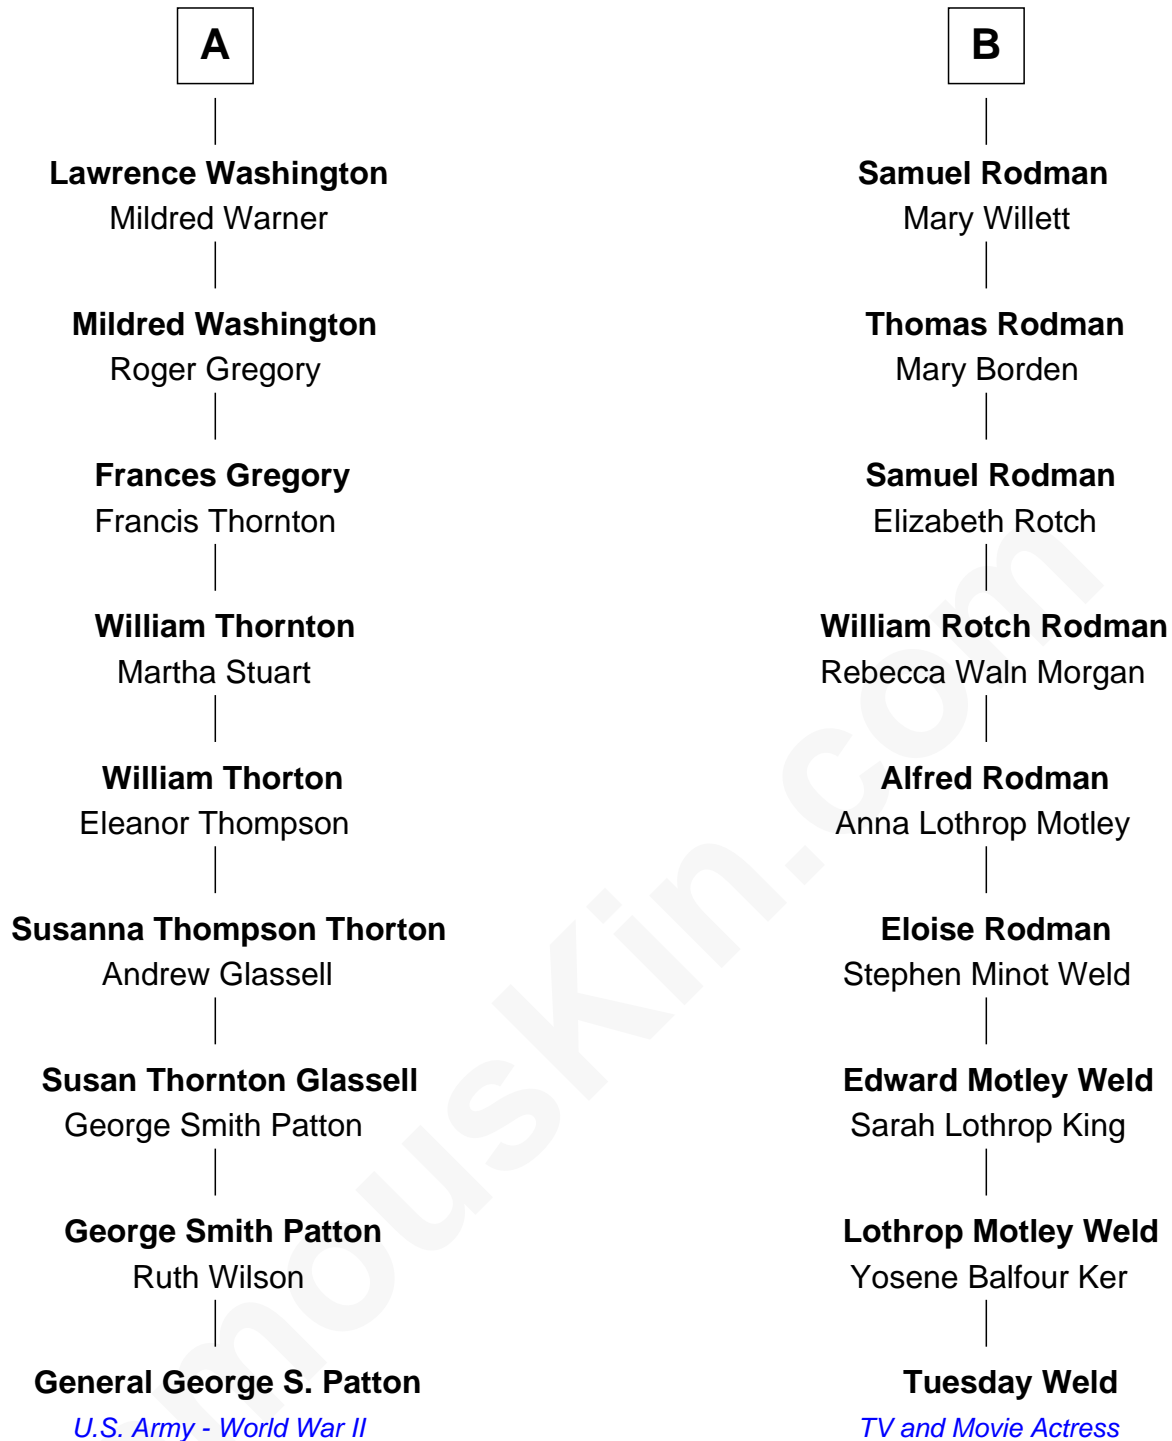 A
Lawrence Washington
Mildred Warner
Mildred Washington
Roger Gregory
Frances Gregory
Francis Thornton
William Thornton
Martha Stuart
William Thorton
Eleanor Thompson
Susanna Thompson Thorton
Andrew Glassell
Susan Thornton Glassell
George Smith Patton
George Smith Patton
Ruth Wilson
General George S. Patton
U.S. Army - World War II
B
Samuel Rodman
Mary Willett
Thomas Rodman
Mary Borden
Samuel Rodman
Elizabeth Rotch
William Rotch Rodman
Rebecca Waln Morgan
Alfred Rodman
Anna Lothrop Motley
Eloise Rodman
Stephen Minot Weld
Edward Motley Weld
Sarah Lothrop King
Lothrop Motley Weld
Yosene Balfour Ker
Tuesday Weld
TV and Movie Actress
mousKin.com